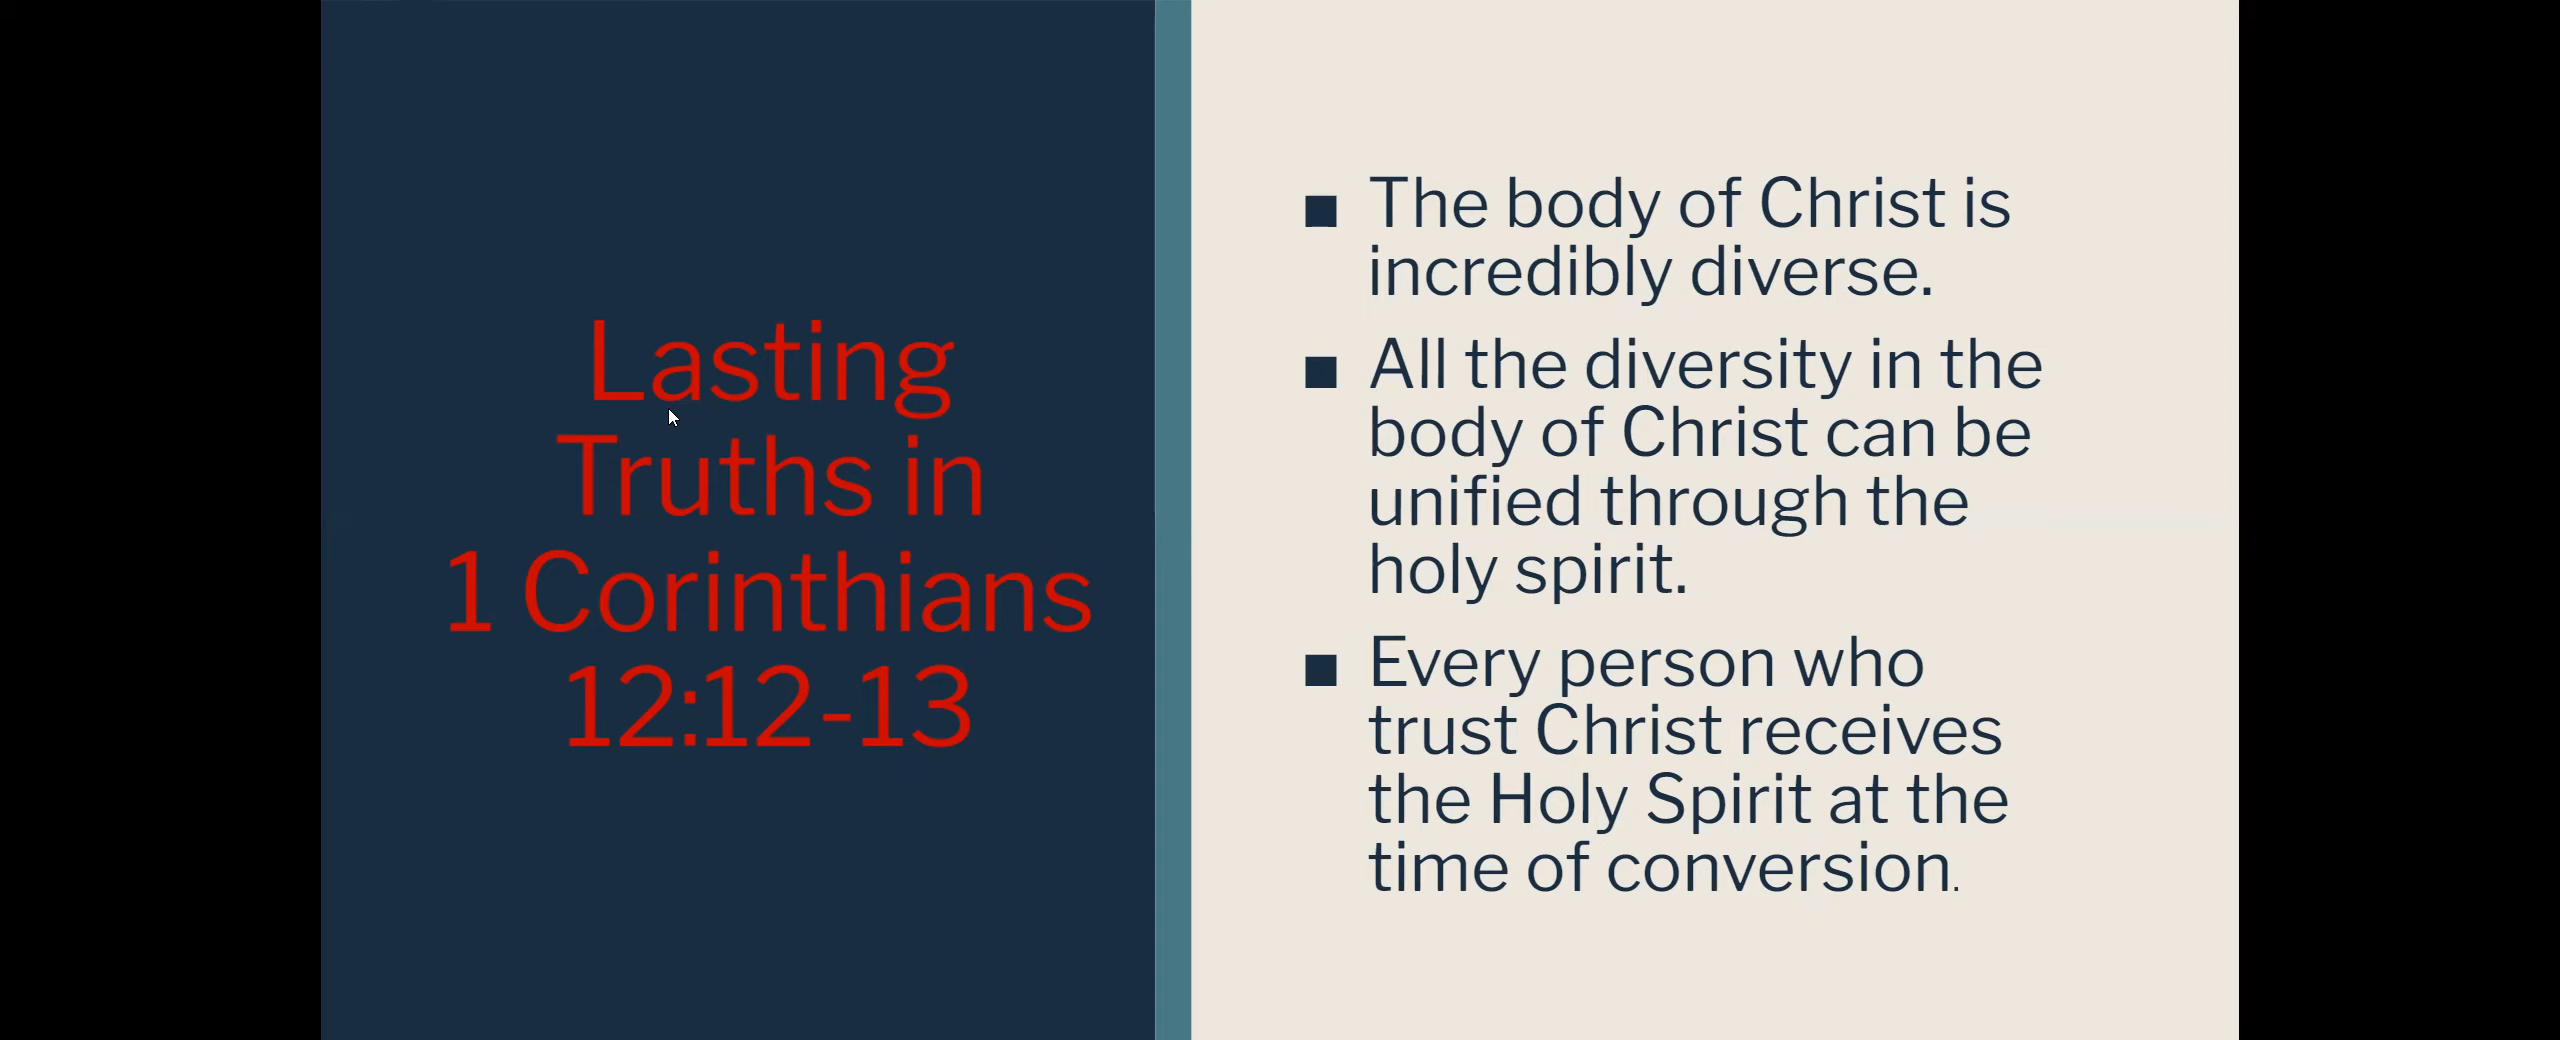 Lasting
Truths in
1 Corinthians
12:12-13
■ The body of Christ is
incredibly diverse.
■ All the diversity in the
body of Christ can be
unified through the
holy spirit.
■ Every person who
trust Christ receives
the Holy Spirit at the
time of conversion.